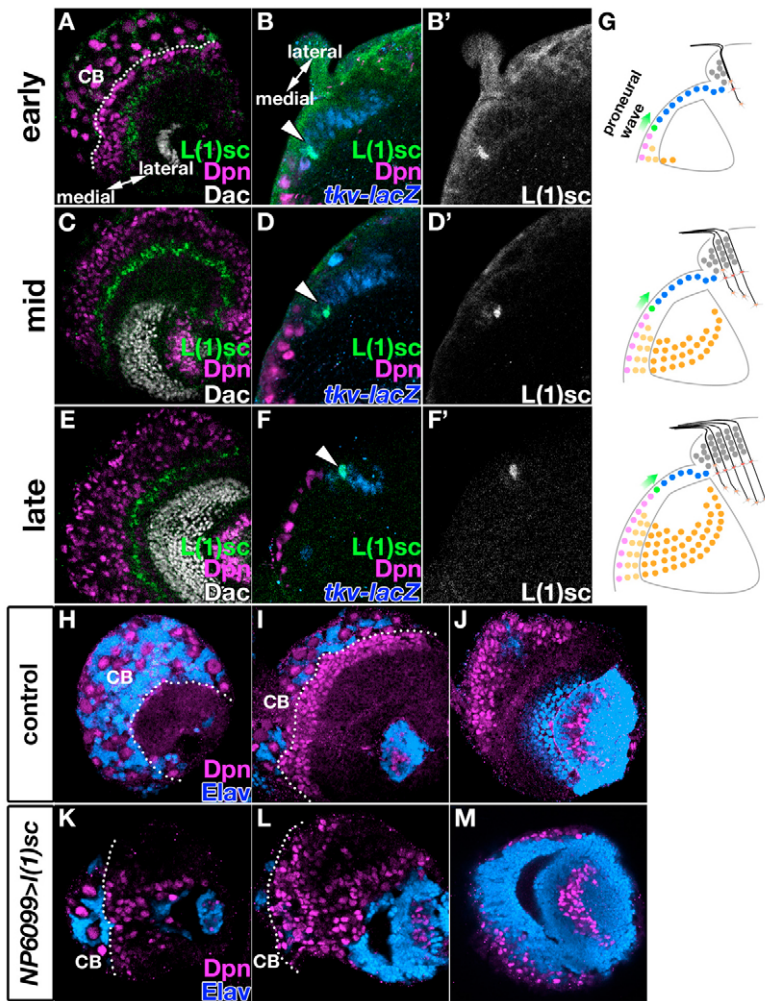 early
A
CB
lateral
medial
L(1)sc
Dpn
Dac
B
lateral
medial
L(1)sc
Dpn
tkv-lacZ
B'
L(1)sc
G
proneural
wave
mid
C
L(1)sc
Dpn
Dac
D
L(1)sc
Dpn
tkv-lacZ
D'
L(1)sc
late
E
L(1)sc
Dpn
Dac
F
L(1)sc
Dpn
tkv-lacZ
F'
L(1)sc
control
H
CB
Dpn
Elav
I
CB
J
NP6099>l(1)sc
K
CB
Dpn
Elav
L
CB
M